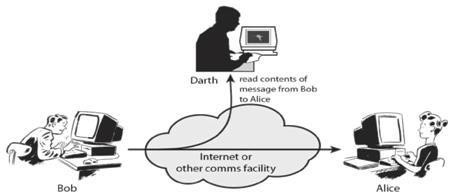 Darth
read contents of
message from Bob
to Alice
Internet or
other comms facility
Bob
Alice